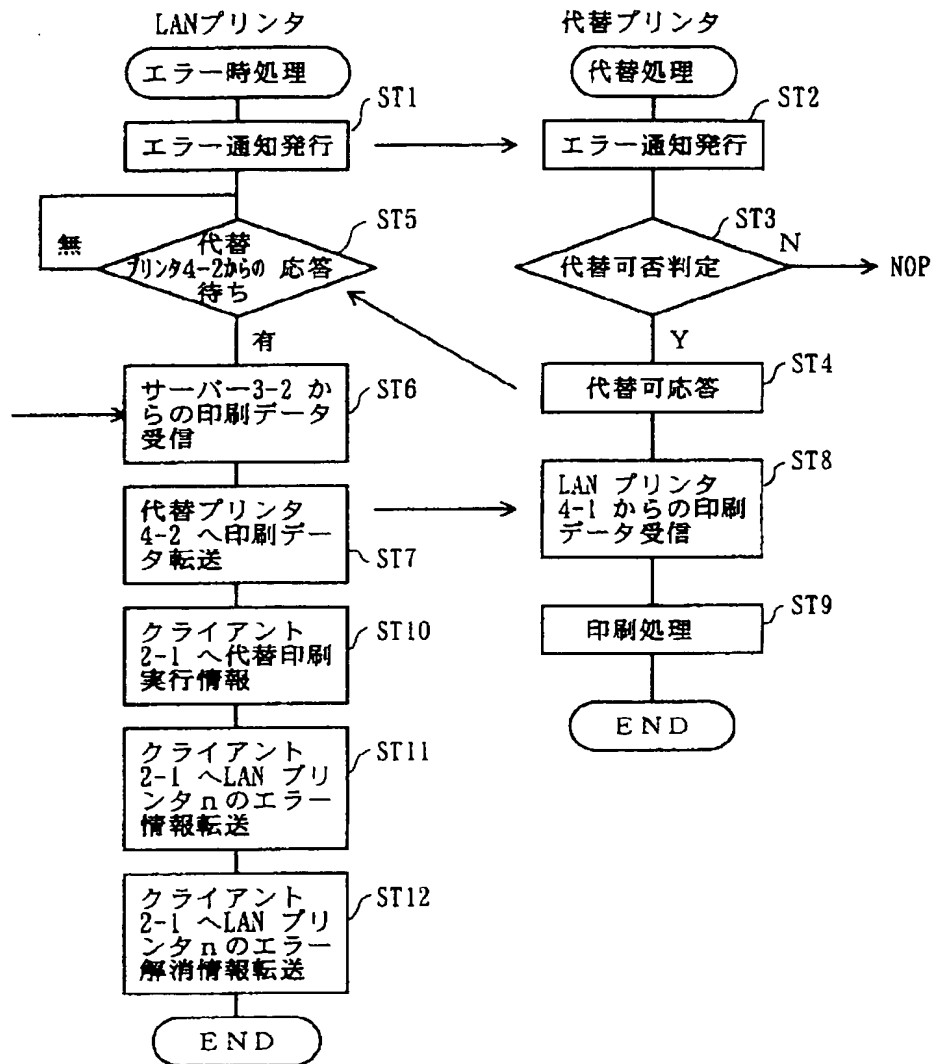 LANプリンタ
エラー時処理
ST1
エラー通知発行
ST5
代替
プリンタ4-2からの 応答
待ち
無
有
サーバー3-2 か
らの印刷データ
受信
ST6
代替プリンタ
4-2 へ印刷デー
タ転送
ST7
クライアント
2-1 へ代替印刷
実行情報
ST10
クライアント
2-1 へLAN プリ
ンタnのエラー
情報転送
ST11
クライアント
2-1 へLAN プリ
ンタnのエラー
解消情報転送
ST12
END
代替プリンタ
代替処理
ST2
エラー通知発行
ST3
代替可否判定
N
NOP
Y
ST4
代替可応答
ST8
LAN プリンタ
4-1 からの印刷
データ受信
ST9
印刷処理
END